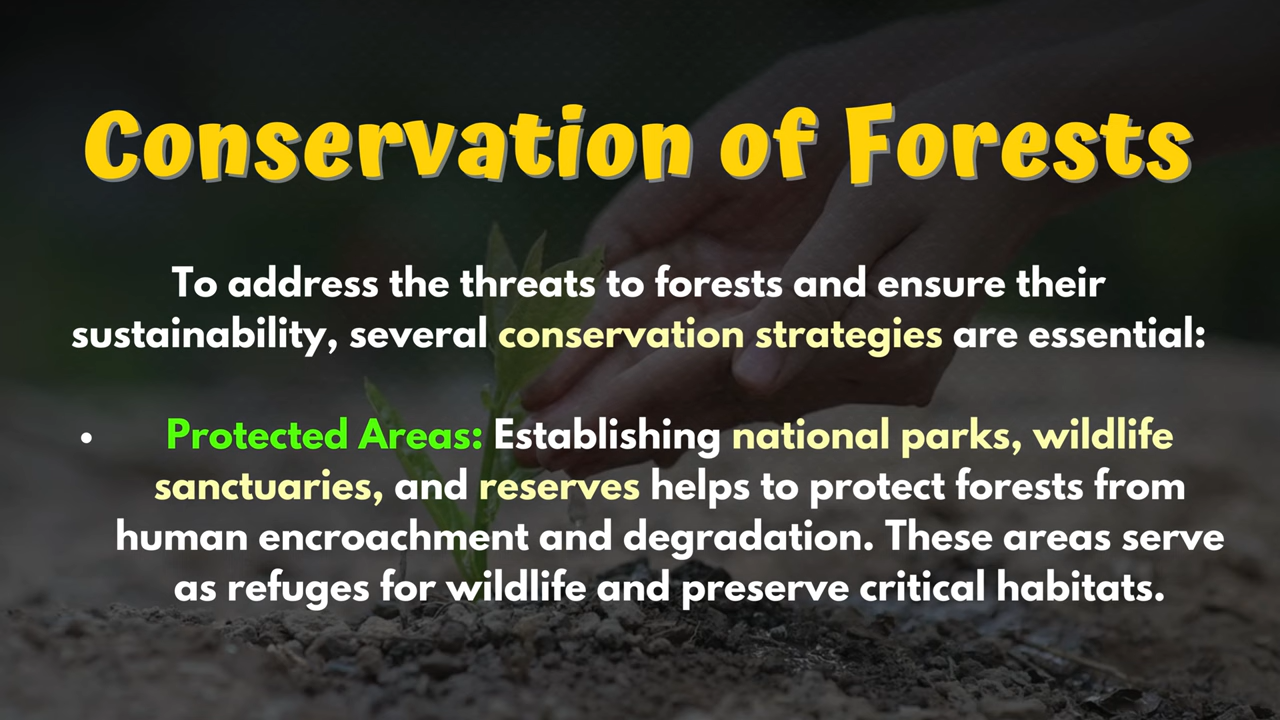 Conservation of Forests
To address the threats to forests and ensure their
sustainability, several conservation strategies are essential:
• Protected Areas: Establishing national parks, wildlife
sanctuaries, and reserves helps to protect forests from
human encroachment and degradation. These areas serve
as refuges for wildlife and preserve critical habitats.